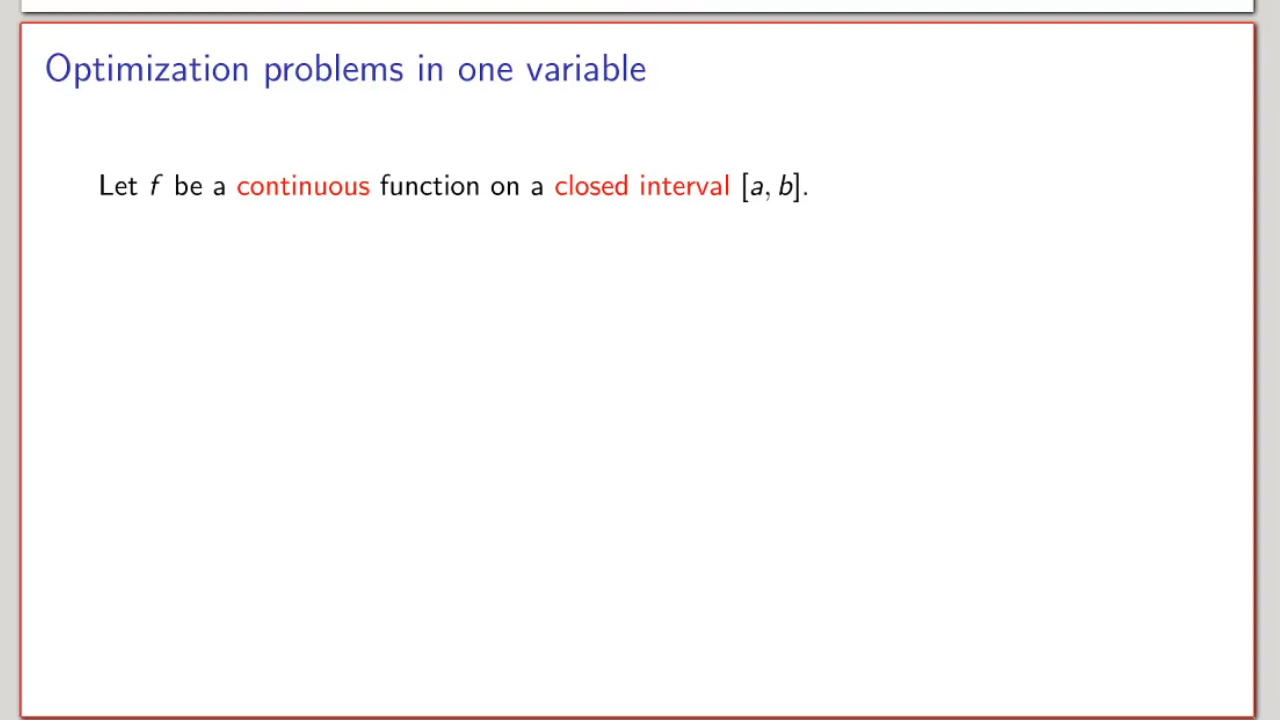 Optimization problems in one variable
Let f be a continuous function on a closed interval [a, b].